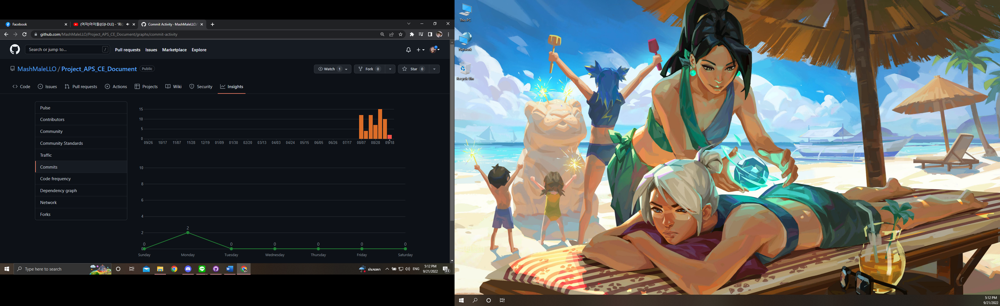 Facebook
(여자)아이들((G)I-DLE) - '화(
Commit Activity · MashMaleLLO/
github.com/MashMaleLLO/Project_APS_CE_Document/graphs/commit-activity
Search or jump to... /
Pull requests Issues Marketplace Explore
MashMaleLLO / Project_APS_CE_Document Public
Watch 1 Fork 0 Star 0
Code Issues Pull requests Actions Projects Wiki Security Insights
Pulse
Contributors
Community
Community Standards
Traffic
Commits
Code frequency
Dependency graph
Network
Forks
15
10
5
0
09/26 10/17 11/07 11/28 12/19 01/09 01/30 02/20 03/13 04/03 04/24 05/15 06/05 06/26 07/17 08/07 08/28 09/18
10
8
6
4
2
0
0 2 0 0 0 0 0
Sunday Monday Tuesday Wednesday Thursday Friday Saturday
Type here to search
ฝนจะตก
ENG
5:12 PM
9/21/2022
23
This PC
Network
Recycle Bin
5:12 PM
9/21/2022